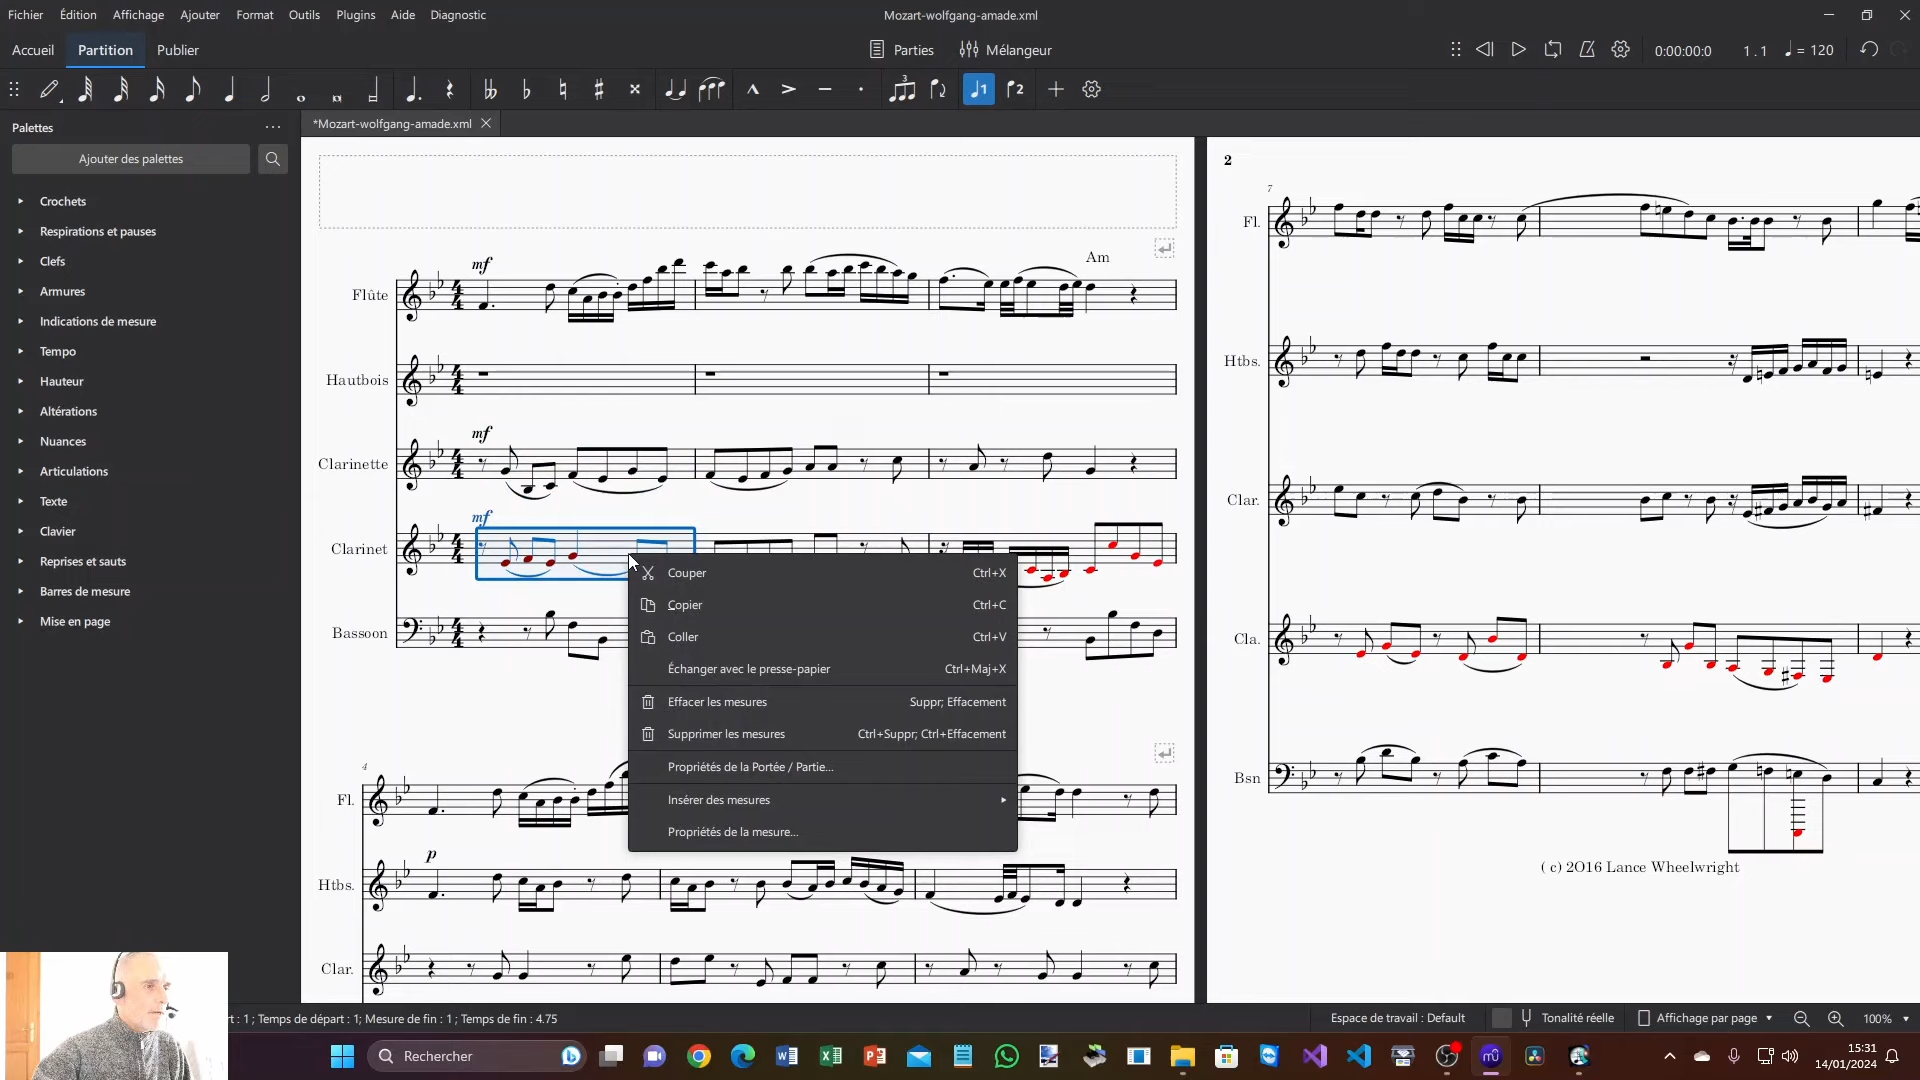 Fichier Édition Affichage Ajouter Format Outils Plugins Aide Diagnostic
Mozart-wolfgang-amade.xml
Accueil Partition Publier
Parties Mélangeur
0:00:00:0 1 . 1 = 120
*Mozart-wolfgang-amade.xml
Palettes
Ajouter des palettes
Crochets
Respirations et pauses
Clefs
Armures
Indications de mesure
Tempo
Hauteur
Altérations
Nuances
Articulations
Texte
Clavier
Reprises et sauts
Barres de mesure
Mise en page
mf
Am
Flûte
Hautbois
mf
Clarinette
mf
Clarinet
Bassoon
4
Fl.
p
Htbs.
Clar.
Couper Ctrl+X
Copier Ctrl+C
Coller Ctrl+V
Échanger avec le presse-papier Ctrl+Maj+X
Effacer les mesures Suppr; Effacement
Supprimer les mesures Ctrl+Suppr; Ctrl+Effacement
Propriétés de la Portée / Partie...
Insérer des mesures
Propriétés de la mesure...
2
7
Fl.
Htbs.
Clar.
Cla.
Bsn
( c) 2016 Lance Wheelwright
: 1 ; Temps de départ : 1; Mesure de fin : 1 ; Temps de fin : 4.75
Espace de travail : Default Tonalité réelle Affichage par page 100%
Rechercher
15:31
14/01/2024